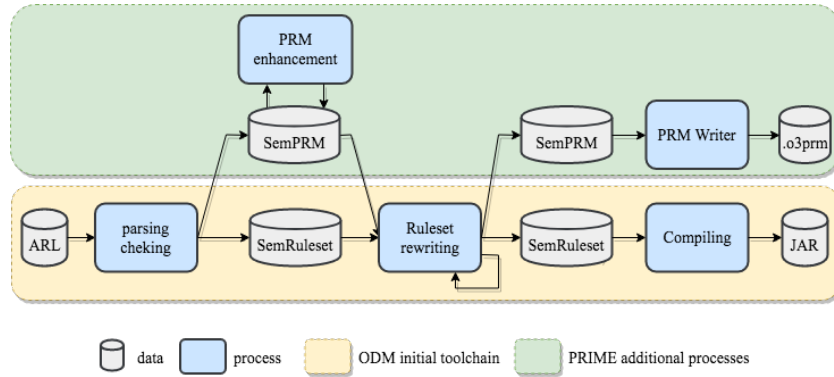 PRM
enhancement
SemPRM
SemPRM
PRM Writer
.o3prm
ARL
parsing
cheking
SemRuleset
Ruleset
rewriting
SemRuleset
Compiling
JAR
data
process
ODM initial toolchain
PRIME additional processes